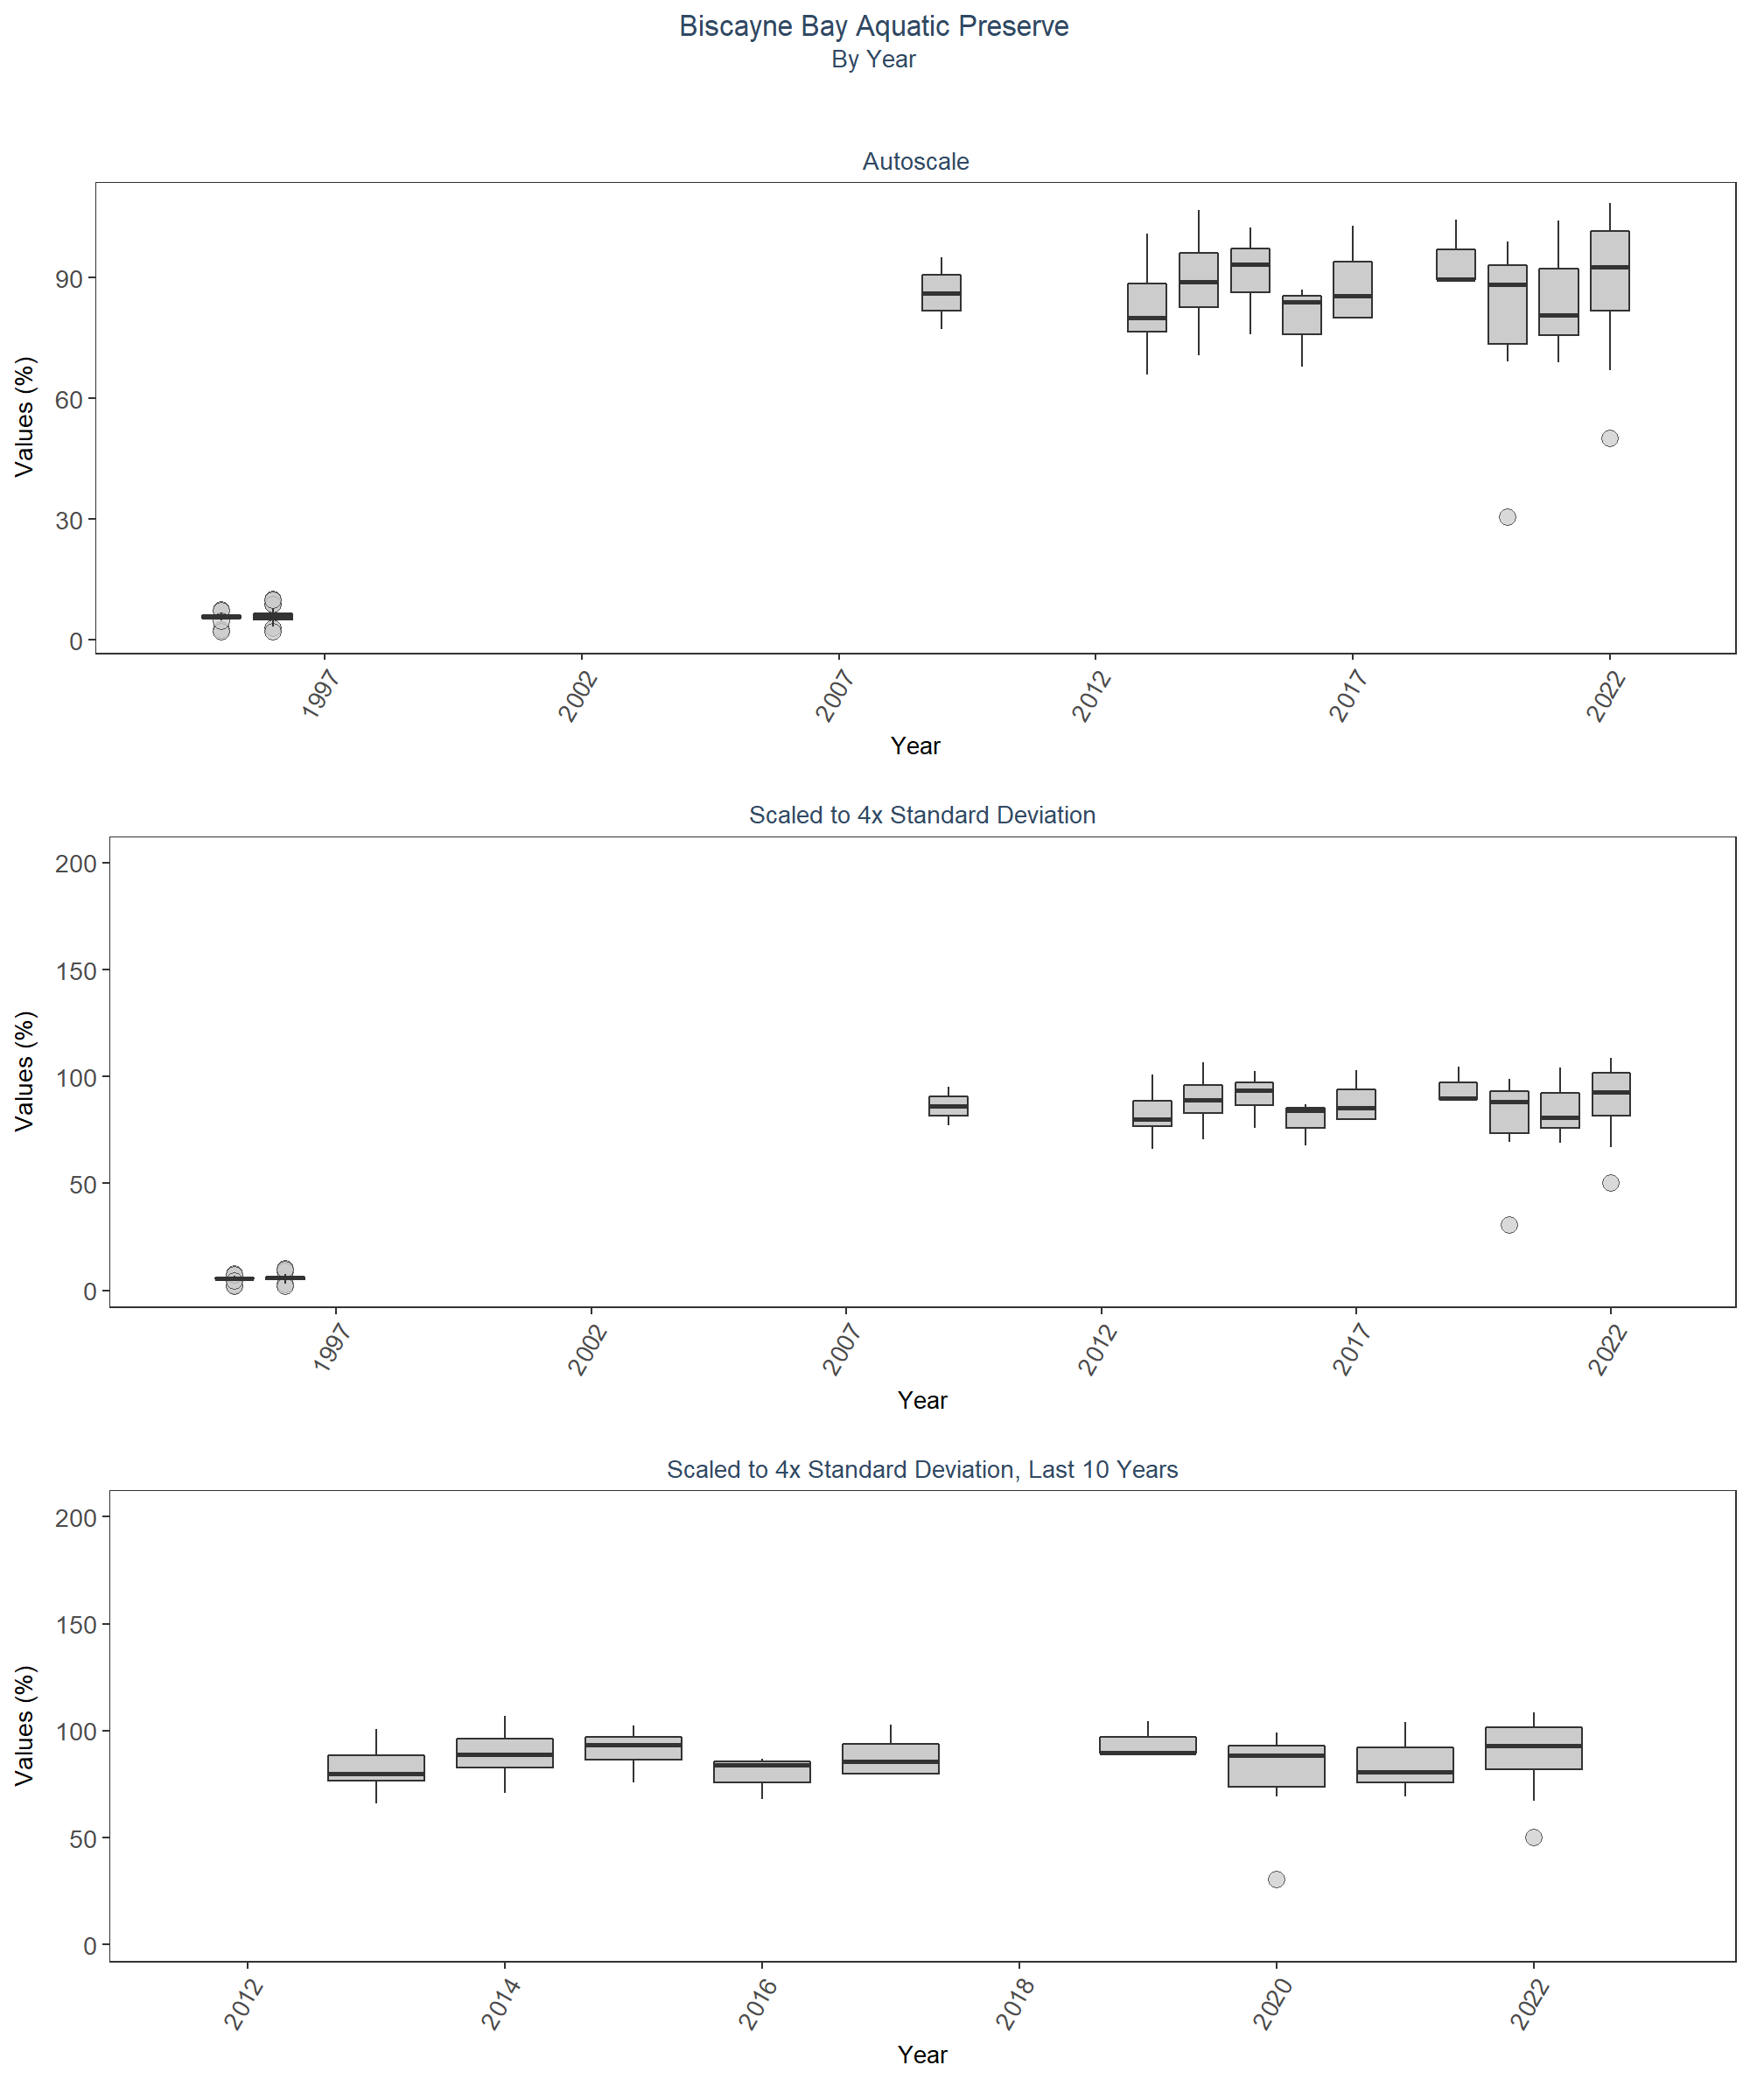 Biscayne Bay Aquatic Preserve
By Year
Autoscale
Values (%)
90
60
30
0
1997
2002
2007
2012
2017
2022
Year
Scaled to 4x Standard Deviation
Values (%)
200
150
100
50
0
1997
2002
2007
2012
2017
2022
Year
Scaled to 4x Standard Deviation, Last 10 Years
Values (%)
200
150
100
50
0
2012
2014
2016
2018
2020
2022
Year